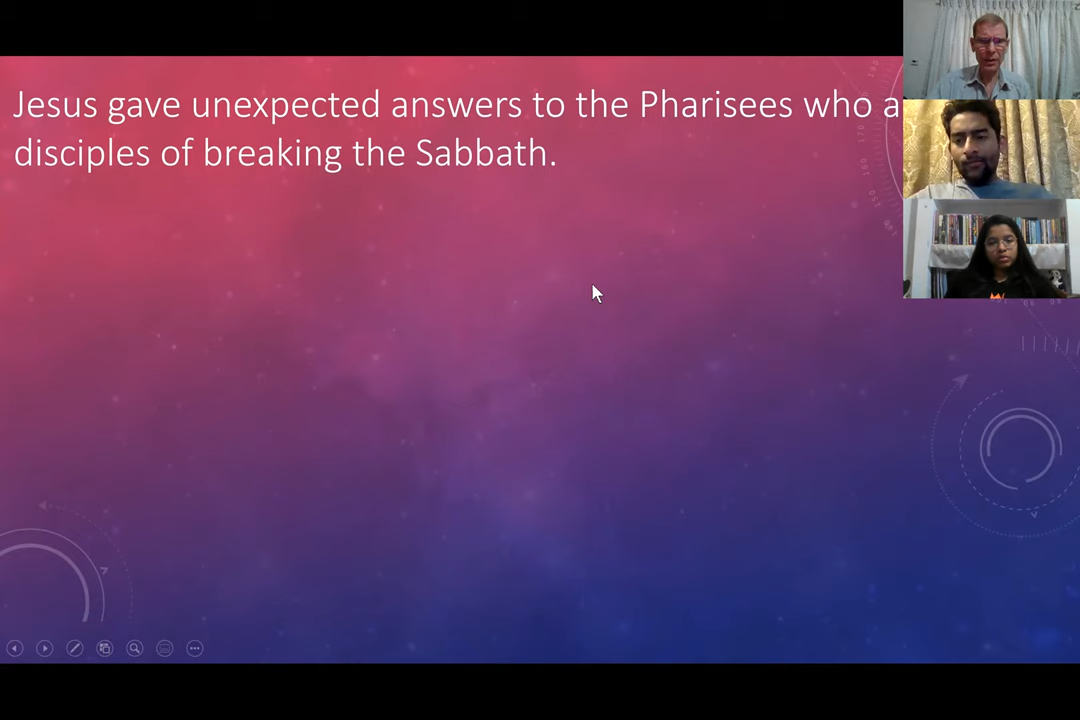 Jesus gave unexpected answers to the Pharisees who a
disciples of breaking the Sabbath.